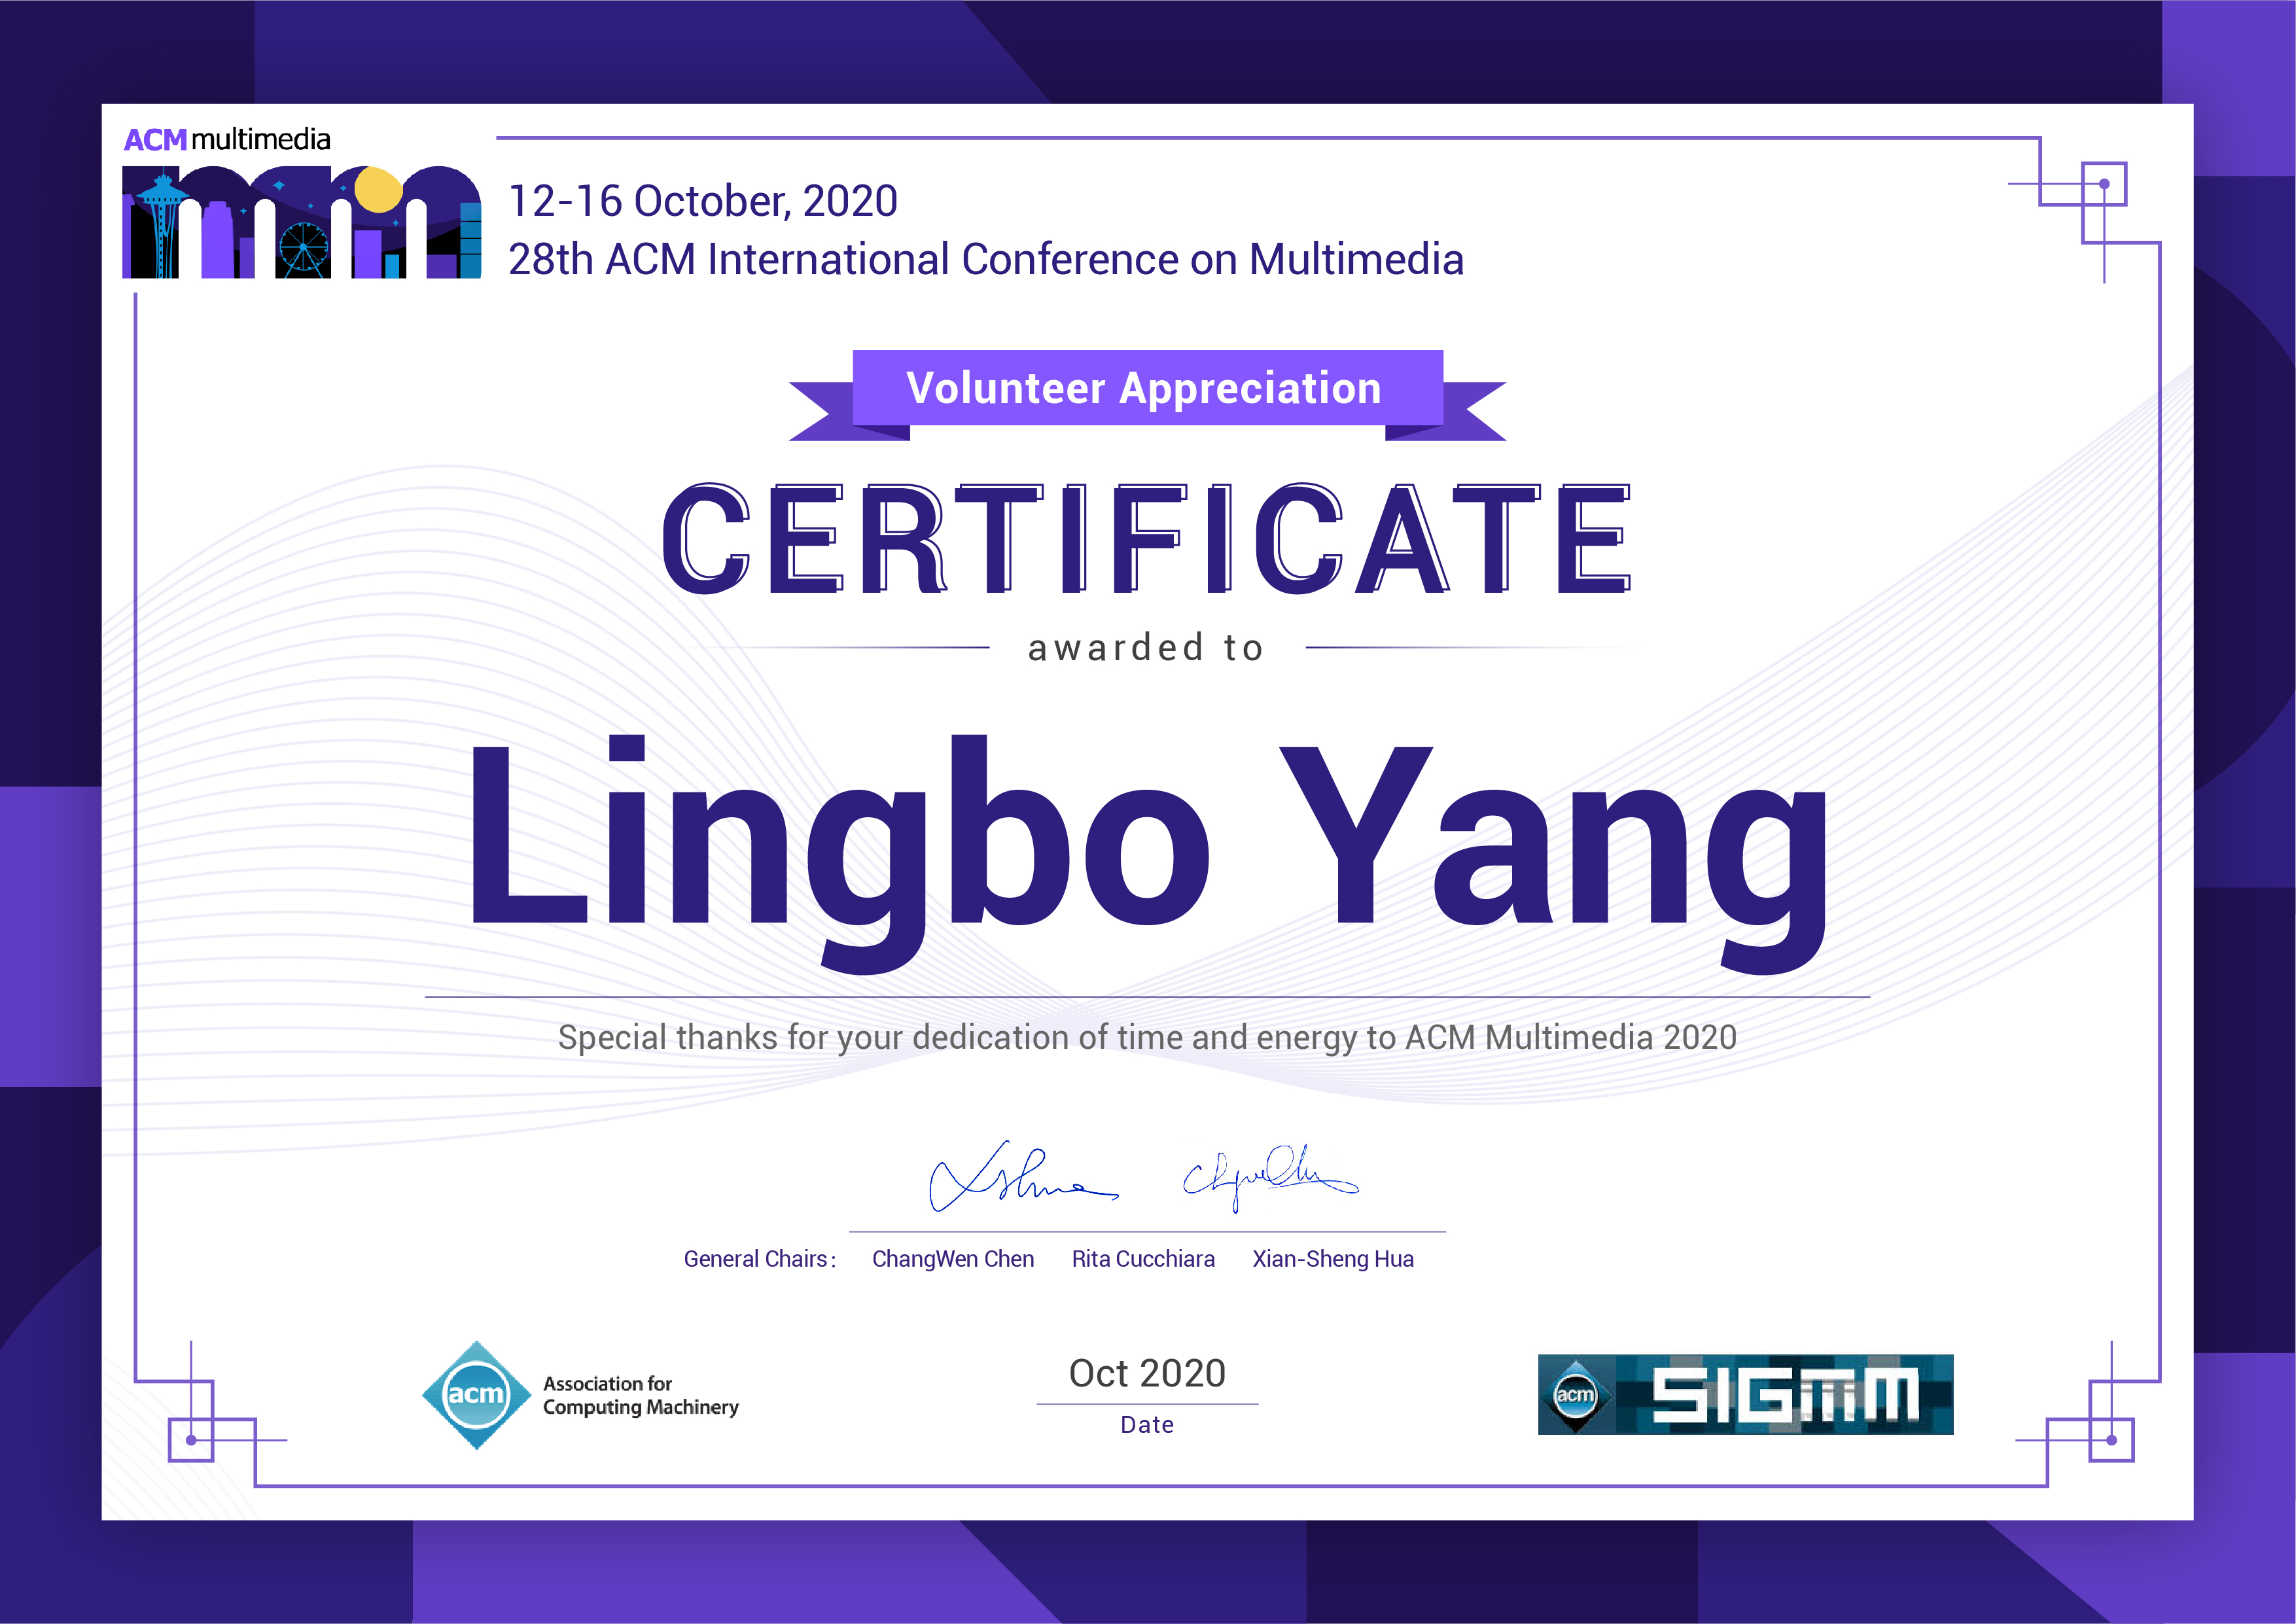 ACM multimedia
12-16 October, 2020
28th ACM International Conference on Multimedia
Volunteer Appreciation
CERTIFICATE
awarded to
Lingbo Yang
Special thanks for your dedication of time and energy to ACM Multimedia 2020
General Chairs: ChangWen Chen Rita Cucchiara Xian-Sheng Hua
acm
Association for
Computing Machinery
Oct 2020
Date
acm SIGMM